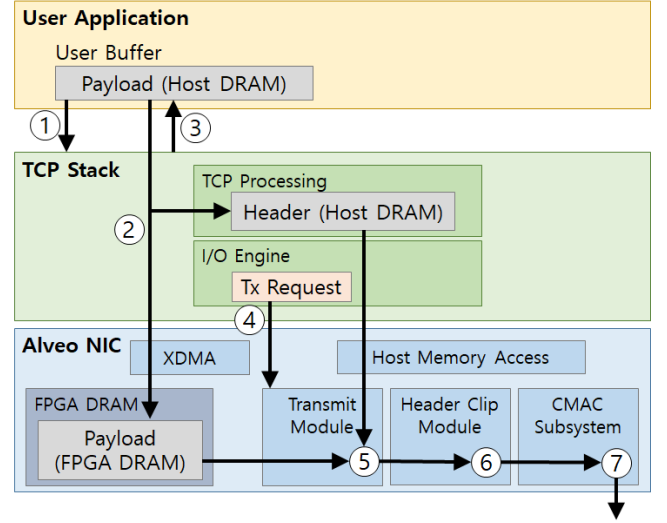 User Application
User Buffer
Payload (Host DRAM)
1
3
TCP Stack
TCP Processing
Header (Host DRAM)
2
I/O Engine
Tx Request
4
Alveo NIC
XDMA
Host Memory Access
FPGA DRAM
Payload
(FPGA DRAM)
Transmit
Module
Header Clip
Module
CMAC
Subsystem
5
6
7